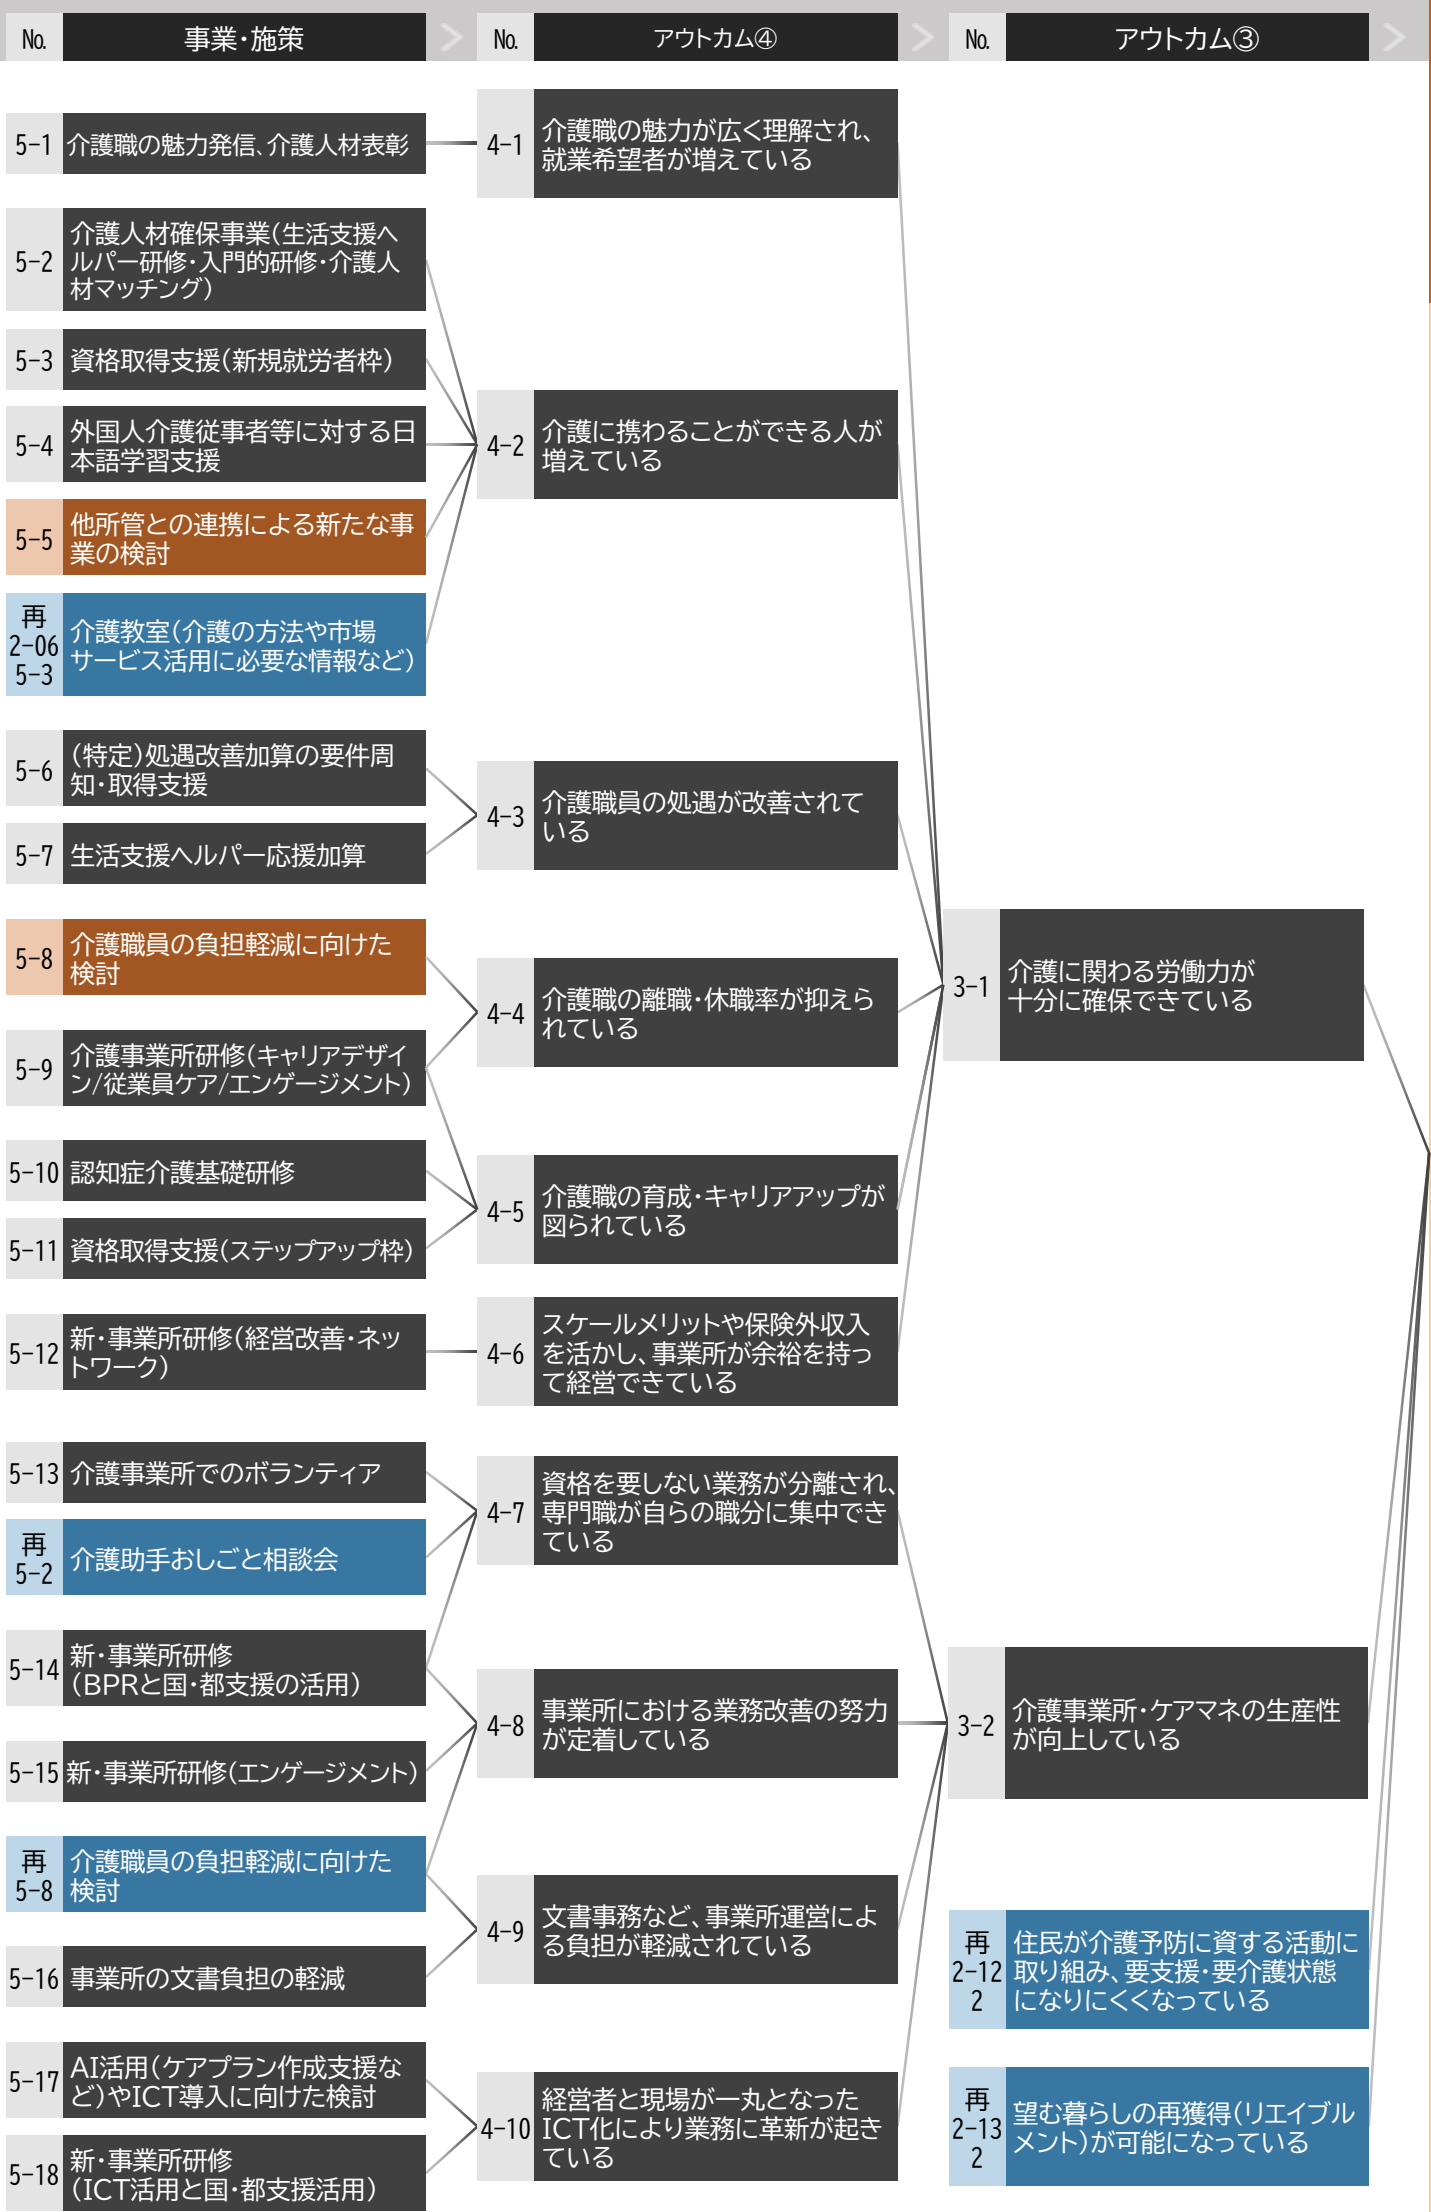 No.
事業・施策
No.
アウトカム④
No.
アウトカム③
5-1
介護職の魅力発信、介護人材表彰
4-1
介護職の魅力が広く理解され、
就業希望者が増えている
5-2
介護人材確保事業(生活支援ヘ
ルパー研修・入門的研修・介護人
材マッチング)
5-3
資格取得支援(新規就労者枠)
5-4
外国人介護従事者等に対する日
本語学習支援
4-2
介護に携わることができる人が
増えている
5-5
他所管との連携による新たな事
業の検討
再
2-06
5-3
介護教室(介護の方法や市場
サービス活用に必要な情報など)
5-6
(特定)処遇改善加算の要件周
知・取得支援
4-3
介護職員の処遇が改善されて
いる
5-7
生活支援ヘルパー応援加算
5-8
介護職員の負担軽減に向けた
検討
4-4
介護職の離職・休職率が抑えら
れている
3-1
介護に関わる労働力が
十分に確保できている
5-9
介護事業所研修(キャリアデザイ
ン/従業員ケア/エンゲージメント)
5-10
認知症介護基礎研修
4-5
介護職の育成・キャリアアップが
図られている
5-11
資格取得支援(ステップアップ枠)
5-12
新・事業所研修(経営改善・ネッ
トワーク)
4-6
スケールメリットや保険外収入
を活かし、事業所が余裕を持っ
て経営できている
5-13
介護事業所でのボランティア
4-7
資格を要しない業務が分離され、
専門職が自らの職分に集中でき
ている
再
5-2
介護助手おしごと相談会
5-14
新・事業所研修
(BPRと国・都支援の活用)
4-8
事業所における業務改善の努力
が定着している
3-2
介護事業所・ケアマネの生産性
が向上している
5-15
新・事業所研修(エンゲージメント)
再
5-8
介護職員の負担軽減に向けた
検討
4-9
文書事務など、事業所運営によ
る負担が軽減されている
再
2-12
2
住民が介護予防に資する活動に
取り組み、要支援・要介護状態
になりにくくなっている
5-16
事業所の文書負担の軽減
5-17
AI活用(ケアプラン作成支援な
ど)やICT導入に向けた検討
4-10
経営者と現場が一丸となった
ICT化により業務に革新が起き
ている
再
2-13
2
望む暮らしの再獲得(リエイブル
メント)が可能になっている
5-18
新・事業所研修
(ICT活用と国・都支援活用)